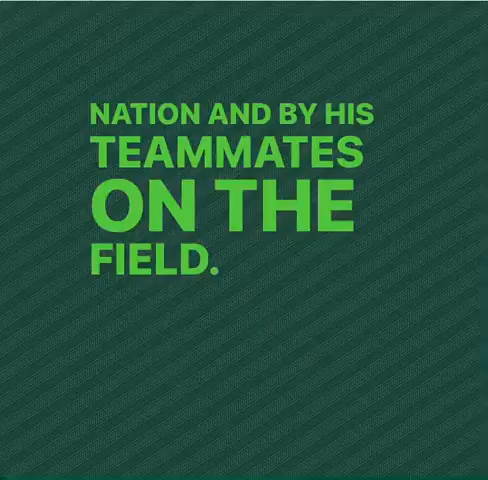 NATION AND BY HIS
TEAMMATES
ON THE
FIELD.